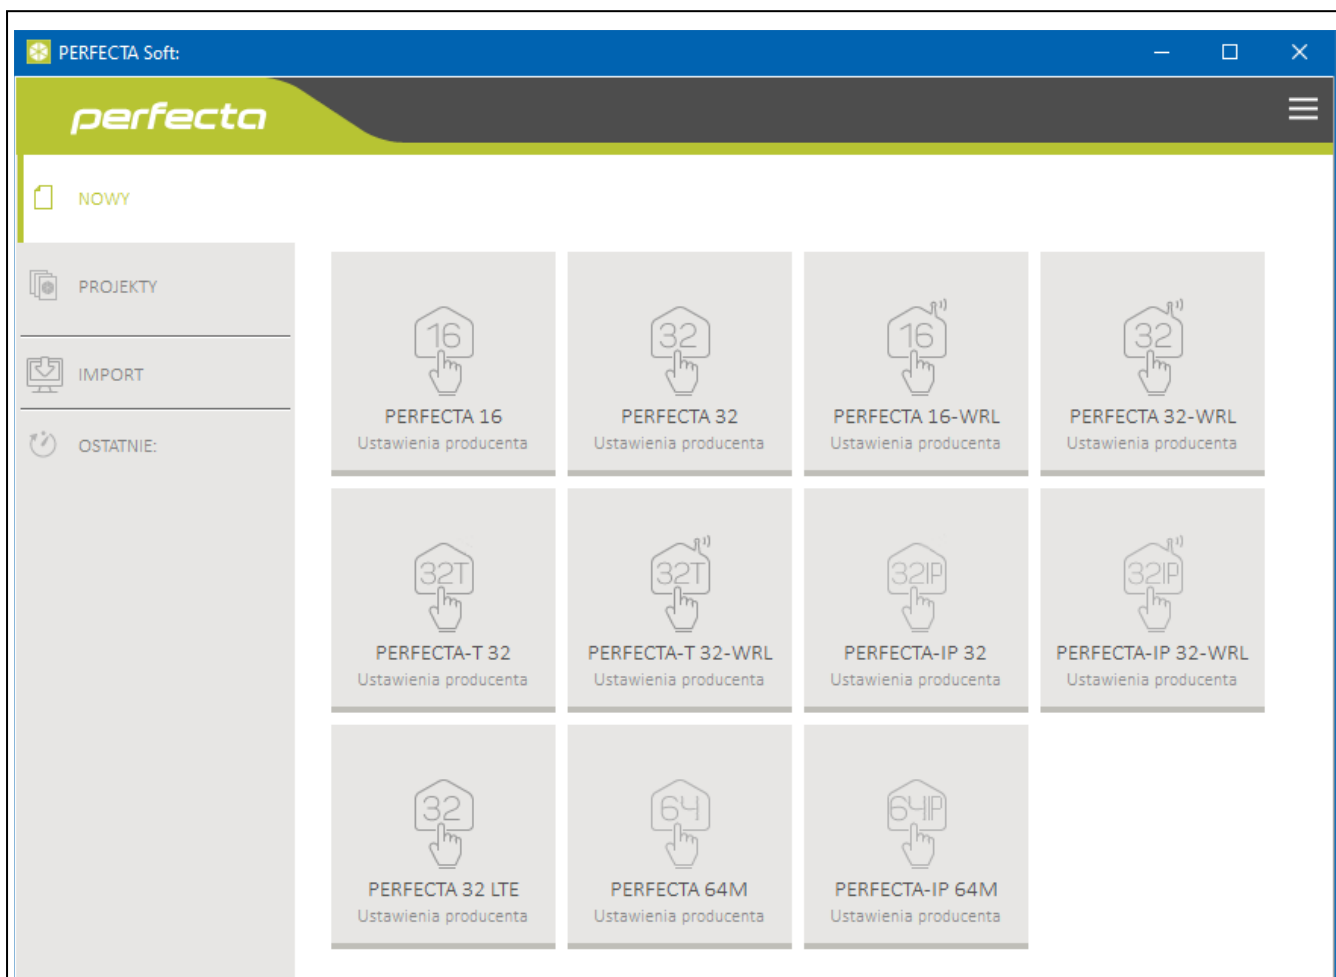 PERFECTA Soft:
perfecta
NOWY
PROJEKTY
IMPORT
OSTATNIE:
16
32
16
32
PERFECTA 16
PERFECTA 32
PERFECTA 16-WRL
PERFECTA 32-WRL
Ustawienia producenta
Ustawienia producenta
Ustawienia producenta
Ustawienia producenta
32T
32T
32IP
32IP
PERFECTA-T 32
PERFECTA-T 32-WRL
PERFECTA-IP 32
PERFECTA-IP 32-WRL
Ustawienia producenta
Ustawienia producenta
Ustawienia producenta
Ustawienia producenta
32
64
64IP
PERFECTA 32 LTE
PERFECTA 64M
PERFECTA-IP 64M
Ustawienia producenta
Ustawienia producenta
Ustawienia producenta